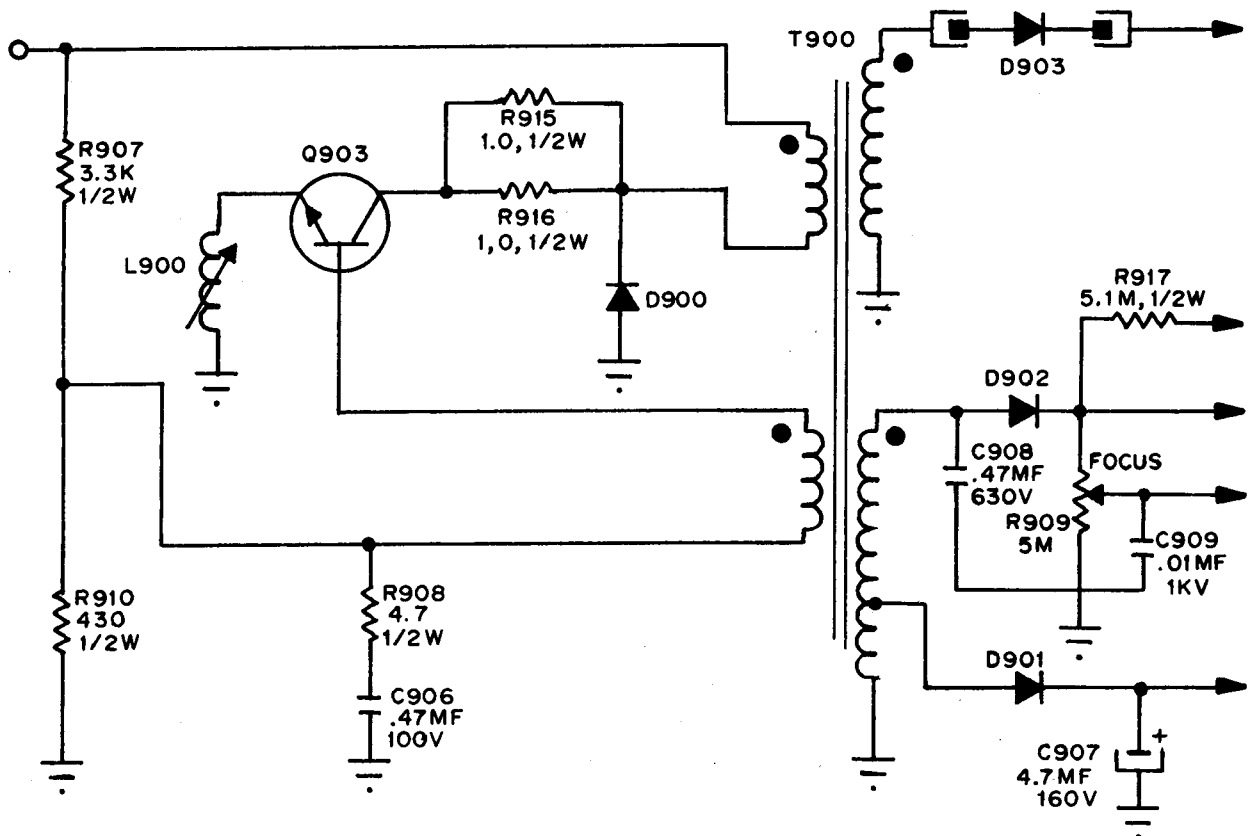 T900
D903
R915
1.0, 1/2W
R907
3.3K
1/2W
Q903
R916
1,0, 1/2W
L900
D900
R917
5.1M, 1/2W
D902
C908
.47MF
630V
FOCUS
R909
5M
C909
.01MF
1KV
R910
430
1/2W
R908
4.7
1/2W
D901
C906
.47MF
100V
C907
4.7MF
160V
+